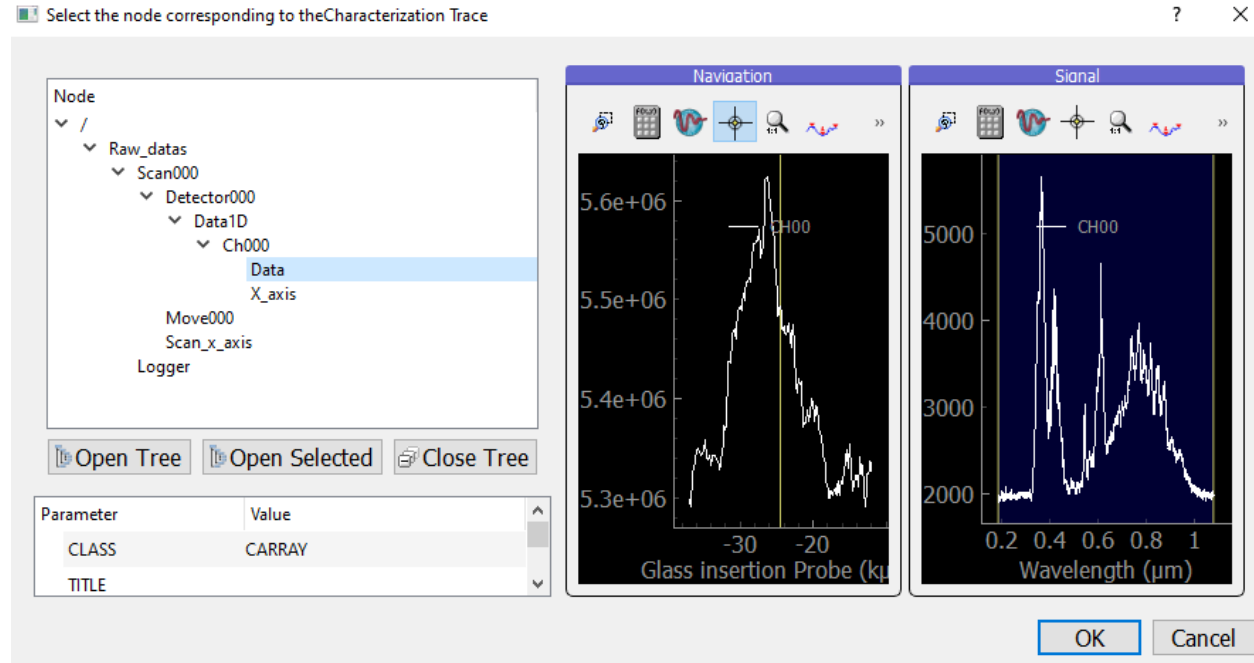 Select the node corresponding to theCharacterization Trace
?
Node
/
Raw_datas
Scan000
Detector000
Data1D
Ch000
Data
X_axis
Move000
Scan_x_axis
Logger
Open Tree
Open Selected
Close Tree
Parameter Value
CLASS CARRAY
TITLE
Navigation
»
CH00
5.6e+06
5.5e+06
5.4e+06
5.3e+06
-30 -20
Glass insertion Probe (kµ
Signal
»
CH00
5000
4000
3000
2000
0.2 0.4 0.6 0.8 1
Wavelength (µm)
OK
Cancel